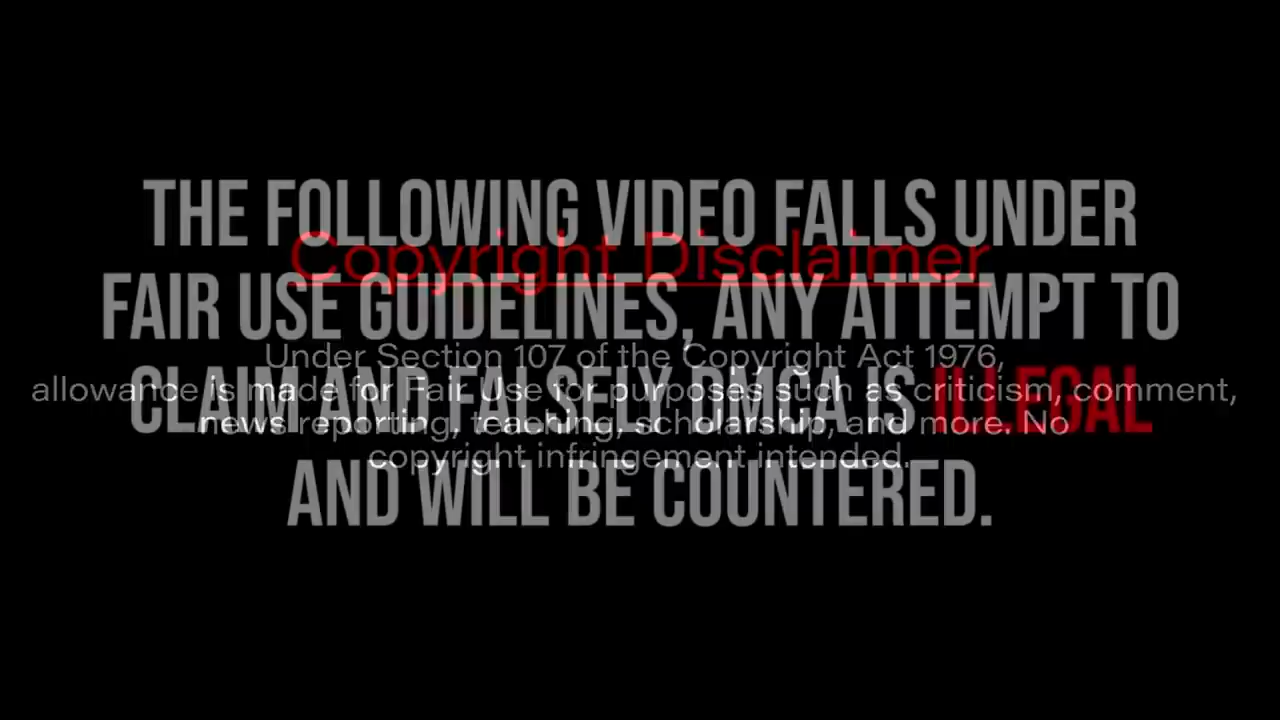 THE FOLLOWING VIDEO FALLS UNDER
FAIR USE GUIDELINES, ANY ATTEMPT TO
CLAIM AND FALSELY DMCA IS ILLEGAL
AND WILL BE COUNTERED.
Copyright Disclaimer
Under Section 107 of the Copyright Act 1976,
allowance is made for Fair Use for purposes such as criticism, comment,
news reporting, teaching, scholarship, and more. No
copyright infringement intended.